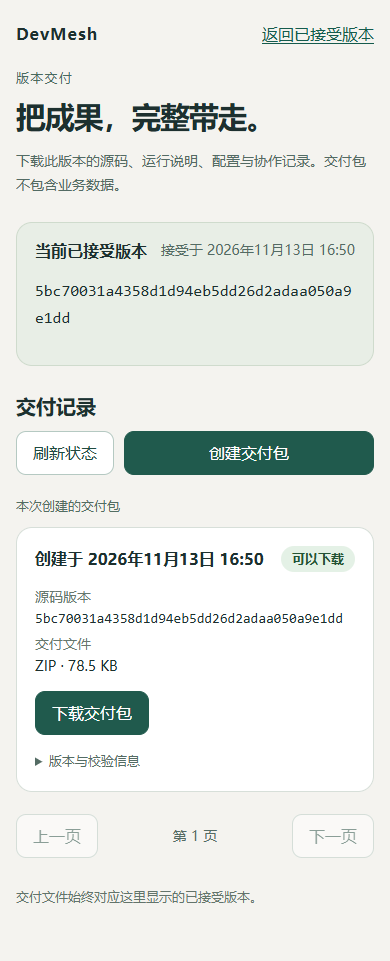 DevMesh
返回已接受版本
版本交付
把成果，完整带走。
下载此版本的源码、运行说明、配置与协作记录。交付包
不包含业务数据。
当前已接受版本
接受于 2026年11月13日 16:50
5bc70031a4358d1d94eb5dd26d2adaa050a9
e1dd
交付记录
刷新状态
创建交付包
本次创建的交付包
创建于 2026年11月13日 16:50
可以下载
源码版本
5bc70031a4358d1d94eb5dd26d2adaa050a9e1dd
交付文件
ZIP · 78.5 KB
下载交付包
版本与校验信息
上一页
第 1 页
下一页
交付文件始终对应这里显示的已接受版本。